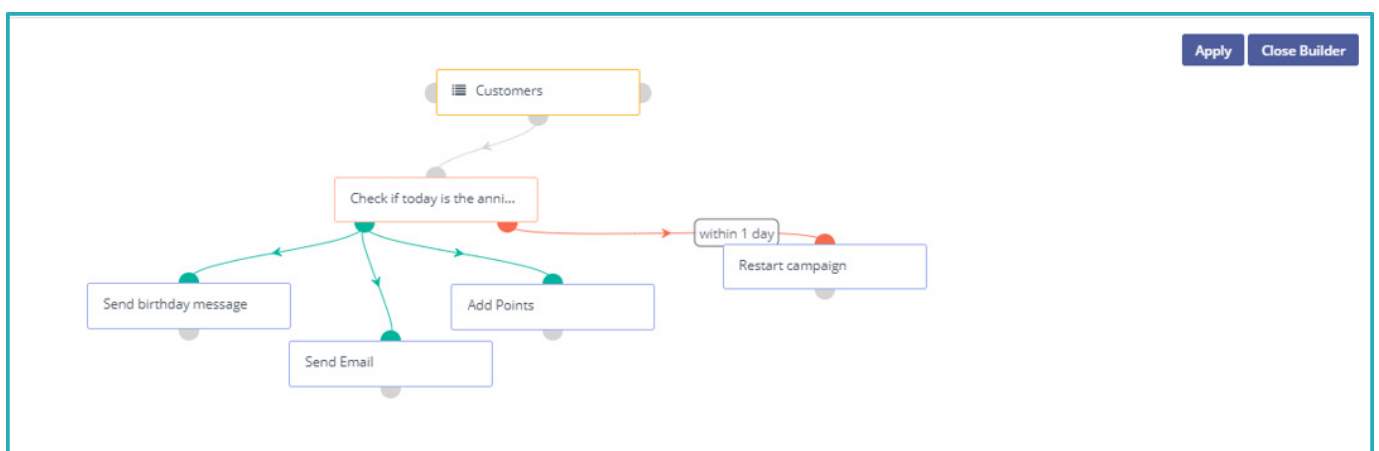 Apply
Close Builder
Customers
Check if today is the anni...
within 1 day
Restart campaign
Send birthday message
Add Points
Send Email